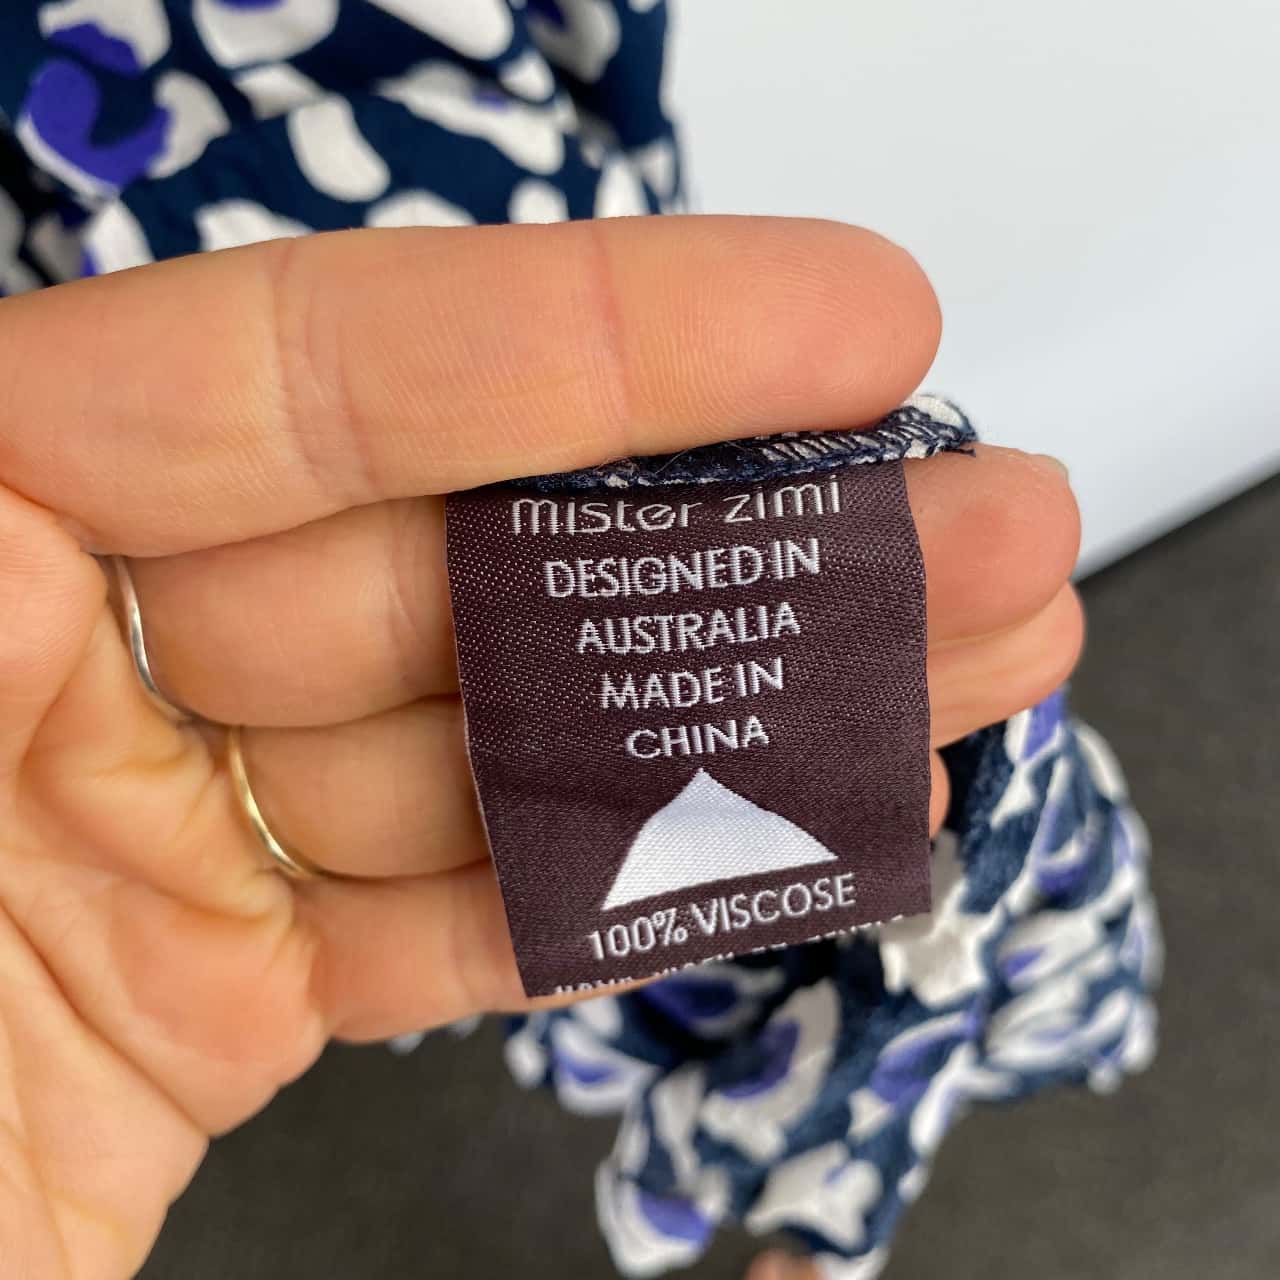 mister zimi
DESIGNED IN
AUSTRALIA
MADE IN
CHINA
100% VISCOSE